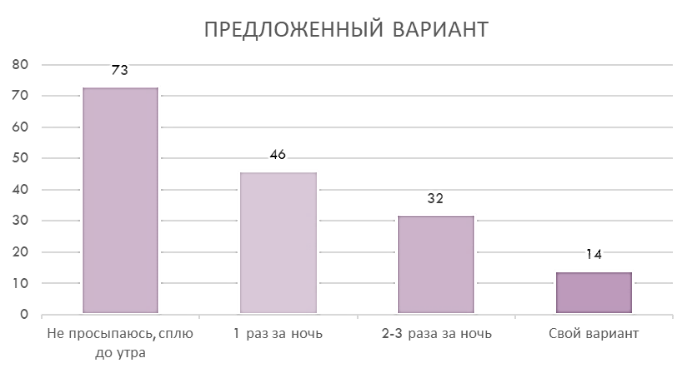 ПРЕДЛОЖЕННЫЙ ВАРИАНТ
80
70
60
50
40
30
20
10
0
73
46
32
14
Не просыпаюсь, сплю
до утра
1 раз за ночь
2-3 раза за ночь
Свой вариант